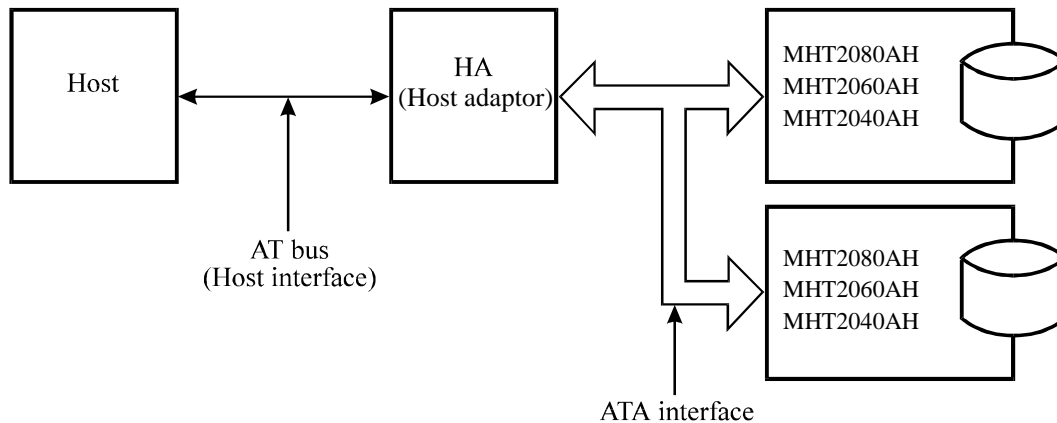 Host
HA
(Host adaptor)
MHT2080AH
MHT2060AH
MHT2040AH
AT bus
(Host interface)
MHT2080AH
MHT2060AH
MHT2040AH
ATA interface